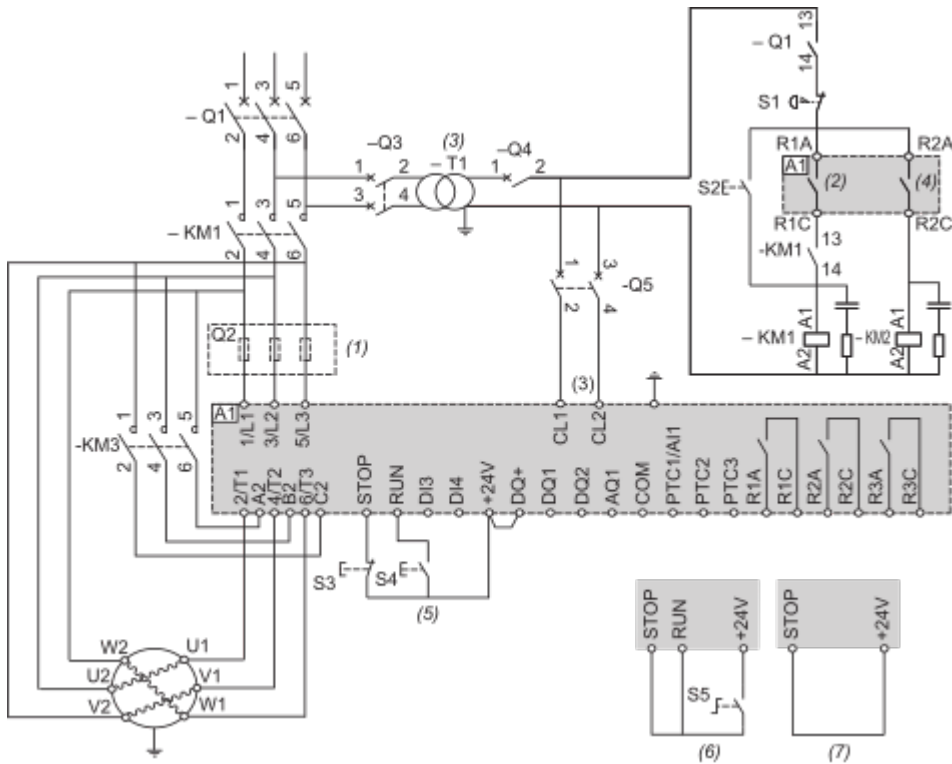 13
– Q1
14
S1
1 3 5
– Q1
2 4 6
–Q3
1 2
3 4
(3)
– T1
–Q4
1 2
R1A R2A
A1
S2
(2) (4)
R1C R2C
-KM1
13
14
1 3 5
– KM1
2 4 6
1 3
-Q5
2 4
– KM1 A1 A2
– KM2 A1 A2
Q2
(1)
(3)
A1
1/L1 3/L2 5/L3 CL1 CL2
1 3 5
-KM3
2 4 6
2/T1 A2 4/T2 B2 6/T3 C2 STOP RUN DI3 DI4 +24V DQ+ DQ1 DQ2 AQ1 COM PTC1/AI1 PTC2 PTC3 R1A R1C R2A R2C R3A R3C
S3 S4
(5)
STOP RUN +24V
S5
(6)
STOP +24V
(7)
W2 U1
U2 V1
V2 W1